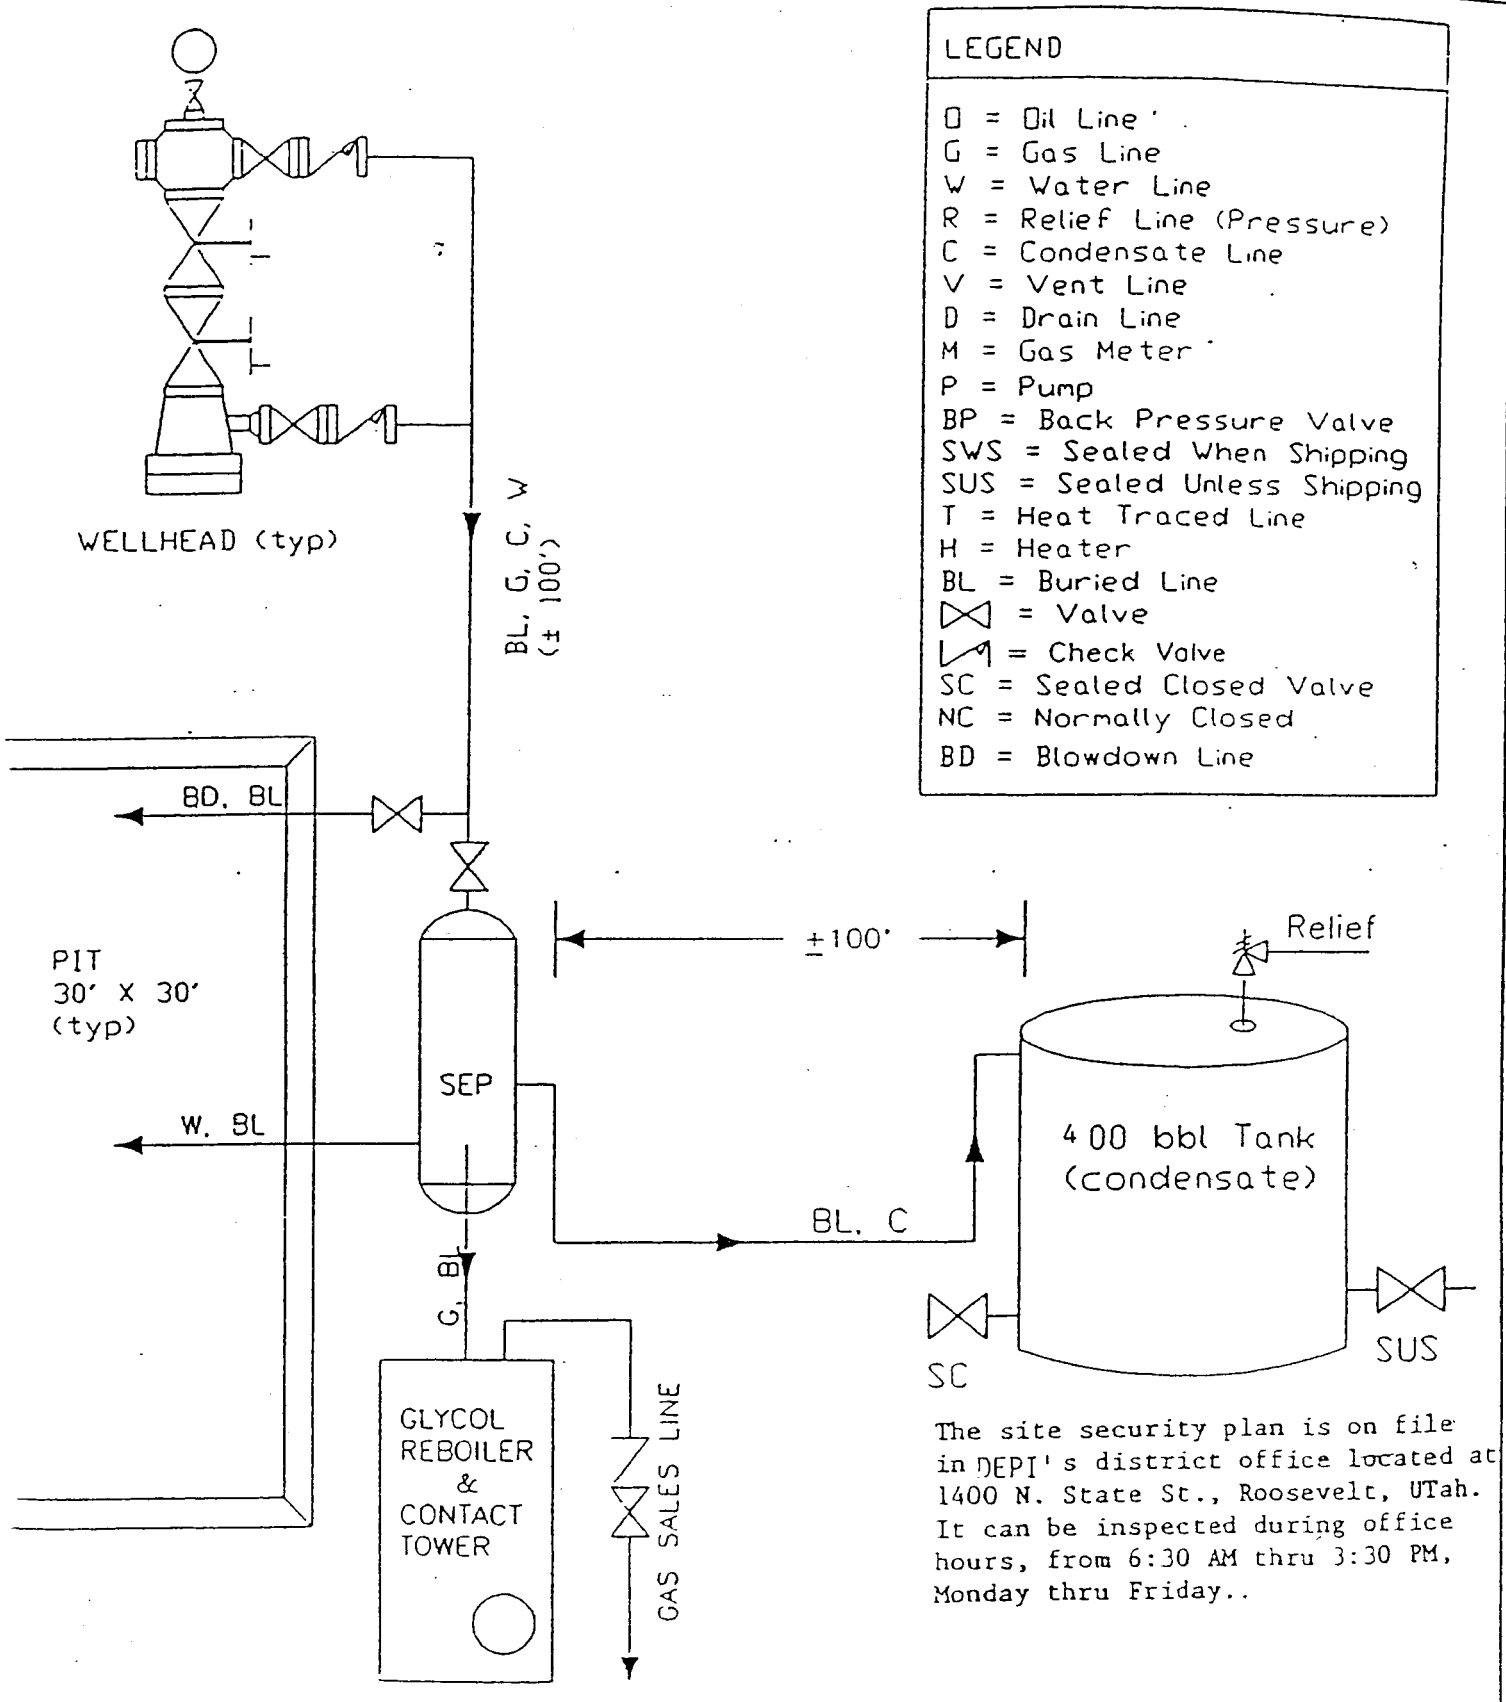 LEGEND
O = Oil Line
G = Gas Line
W = Water Line
R = Relief Line (Pressure)
C = Condensate Line
V = Vent Line
D = Drain Line
M = Gas Meter
P = Pump
BP = Back Pressure Valve
SWS = Sealed When Shipping
SUS = Sealed Unless Shipping
T = Heat Traced Line
H = Heater
BL = Buried Line
= Valve
= Check Valve
SC = Sealed Closed Valve
NC = Normally Closed
BD = Blowdown Line
WELLHEAD (typ)
BL, G, C, W
(± 100')
BD, BL
PIT
30' X 30'
(typ)
W, BL
SEP
±100'
Relief
400 bbl Tank
(condensate)
BL, C
G, BL
SC
SUS
GLYCOL
REBOILER
&
CONTACT
TOWER
GAS SALES LINE
The site security plan is on file
in DEPI's district office located at
1400 N. State St., Roosevelt, UTah.
It can be inspected during office
hours, from 6:30 AM thru 3:30 PM,
Monday thru Friday..